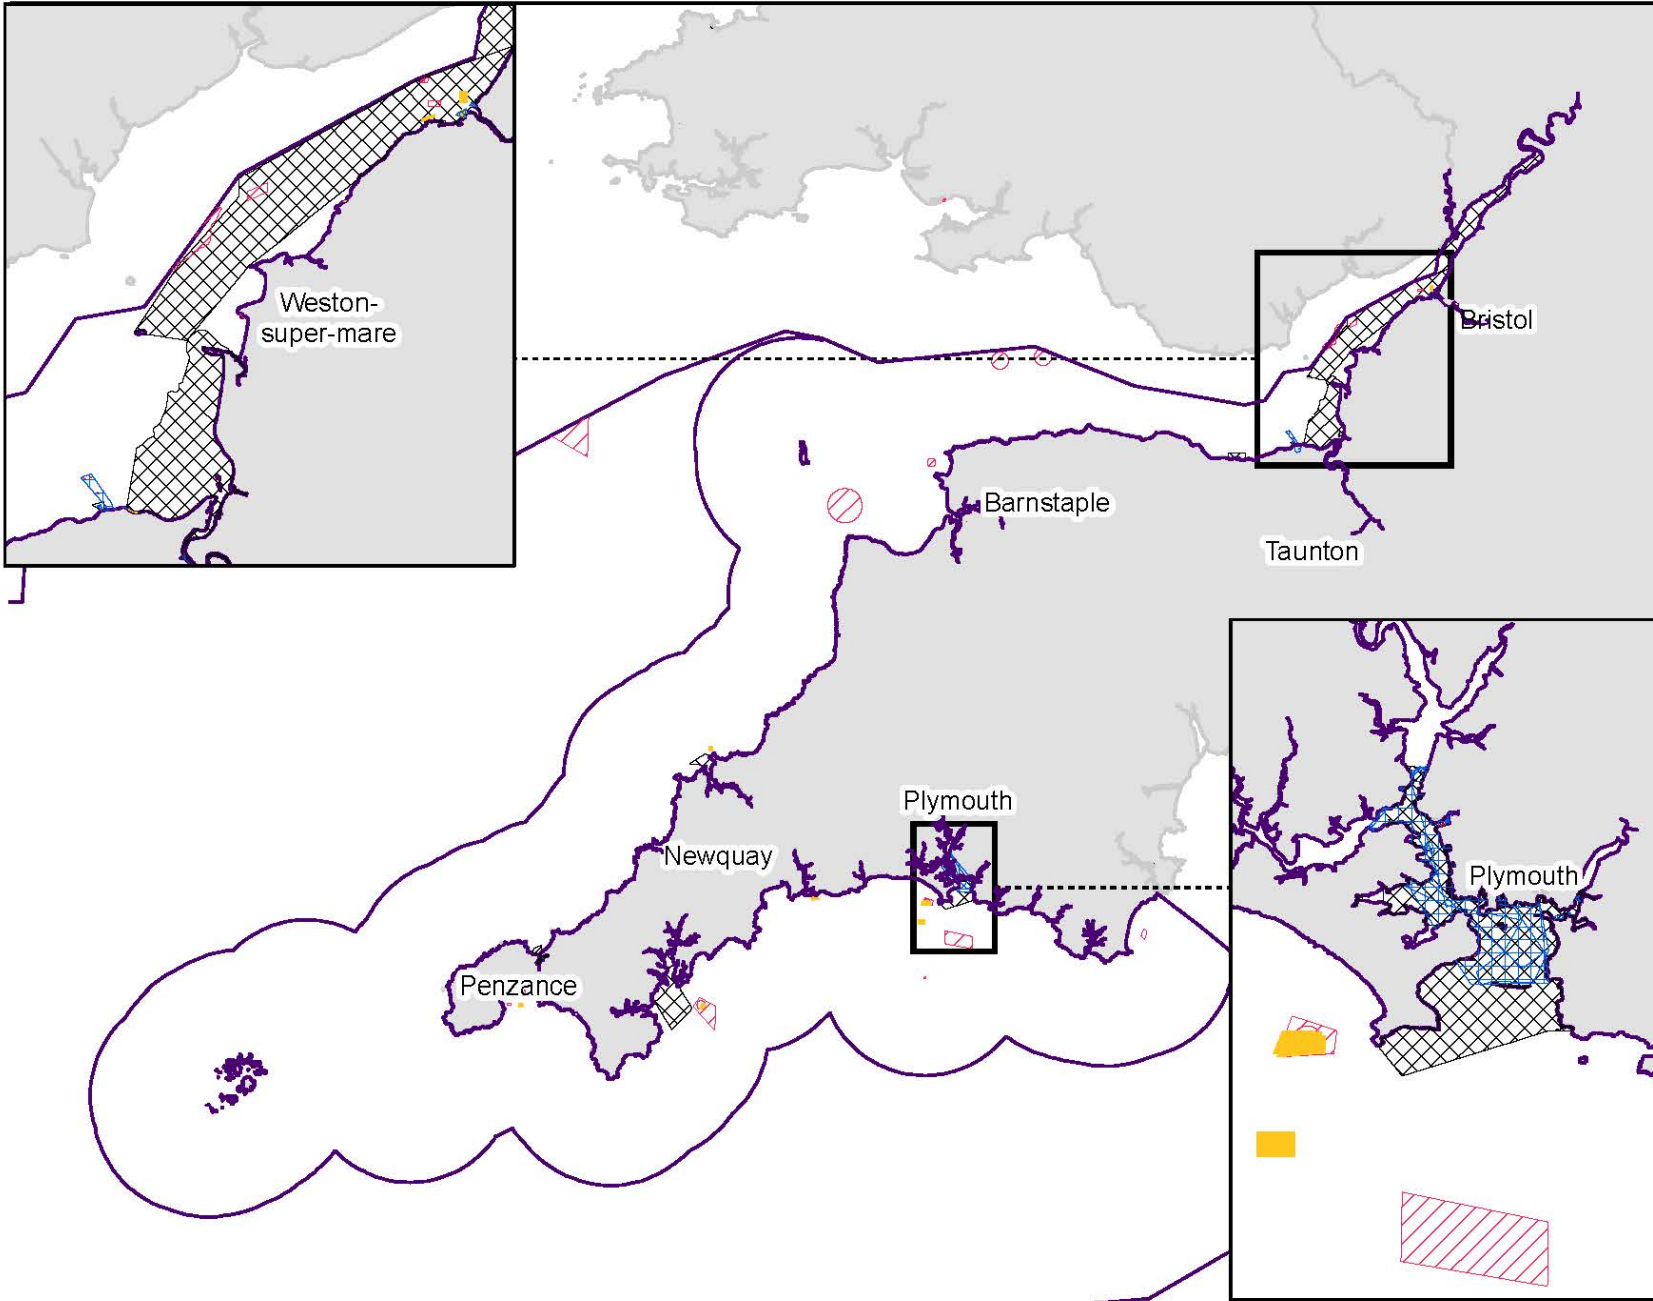 Weston-
super-mare
Bristol
Barnstaple
Taunton
Plymouth
Newquay
Plymouth
Penzance